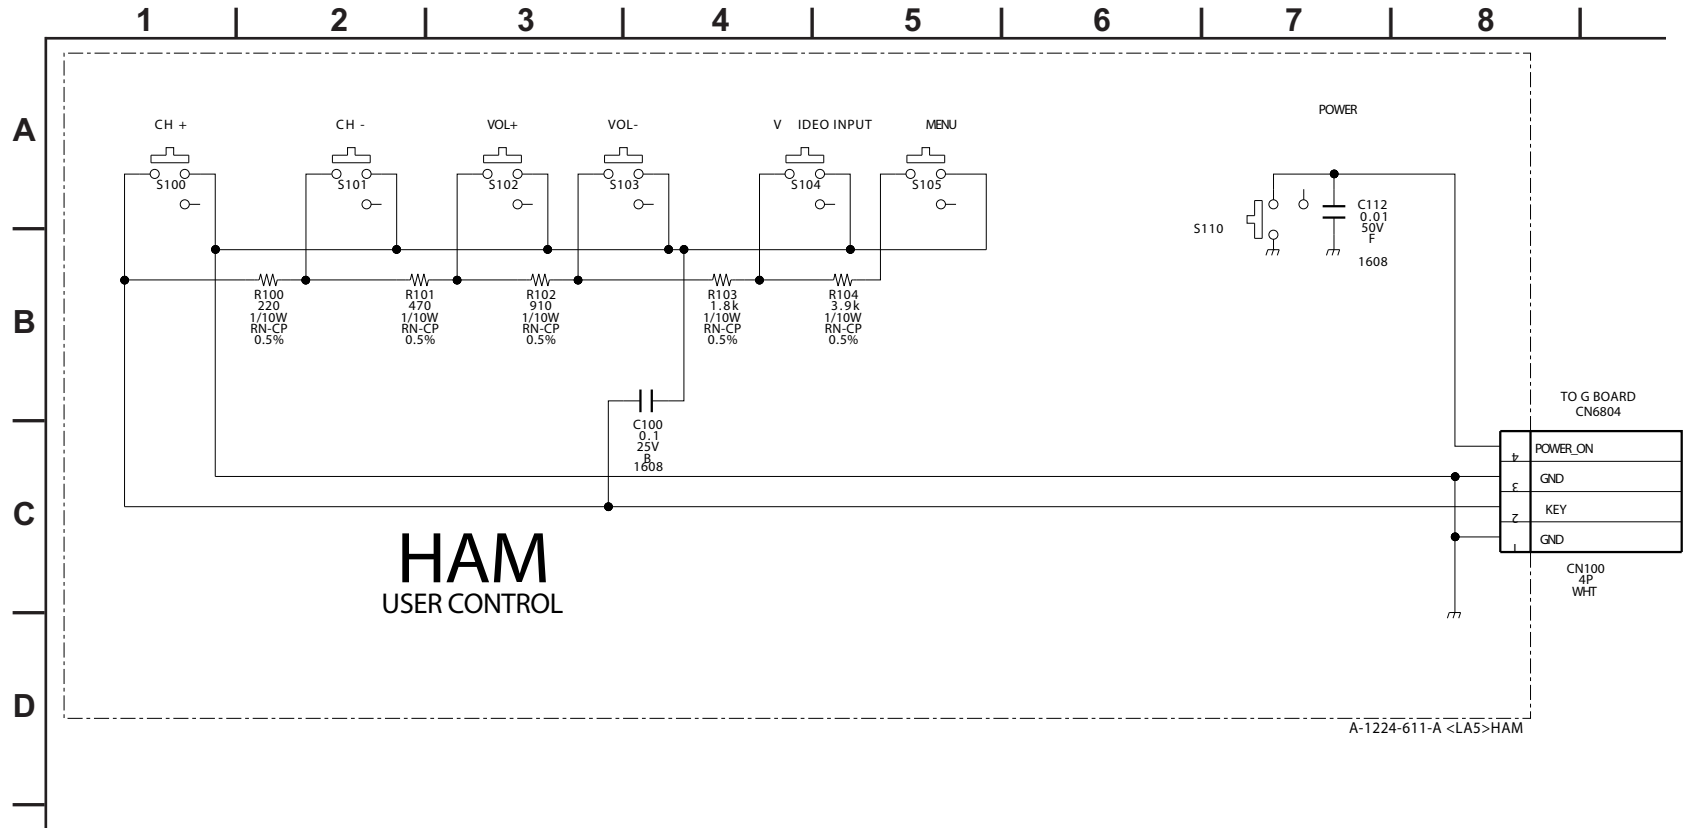 1 2 3 4 5 6 7 8
A
POWER
CH + CH - VOL+ VOL- V IDEO INPUT MENU
S100 S101 S102 S103 S104 S105
C112
0.01
50V
F
1608
S110
B
R100
220
1/10W
RN-CP
0.5%
R101
470
1/10W
RN-CP
0.5%
R102
910
1/10W
RN-CP
0.5%
R103
1.8k
1/10W
RN-CP
0.5%
R104
3.9k
1/10W
RN-CP
0.5%
C100
0.1
25V
B
1608
TO G BOARD
CN6804
4 POWER_ON
3 GND
2 KEY
1 GND
CN100
4P
WHT
C
HAM
USER CONTROL
D
A-1224-611-A <LA5>HAM